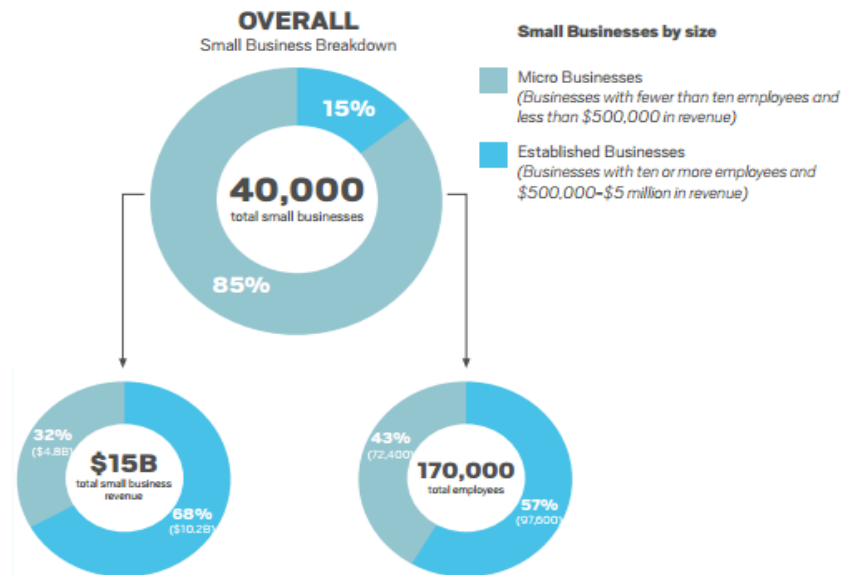 OVERALL
Small Business Breakdown
15%
40,000
total small businesses
85%
Small Businesses by size
Micro Businesses
(Businesses with fewer than ten employees and
less than $500,000 in revenue)
Established Businesses
(Businesses with ten or more employees and
$500,000–$5 million in revenue)
32%
($4.8B)
$15B
total small business
revenue
68%
($10.2B)
43%
(72,400)
170,000
total employees
57%
(97,600)